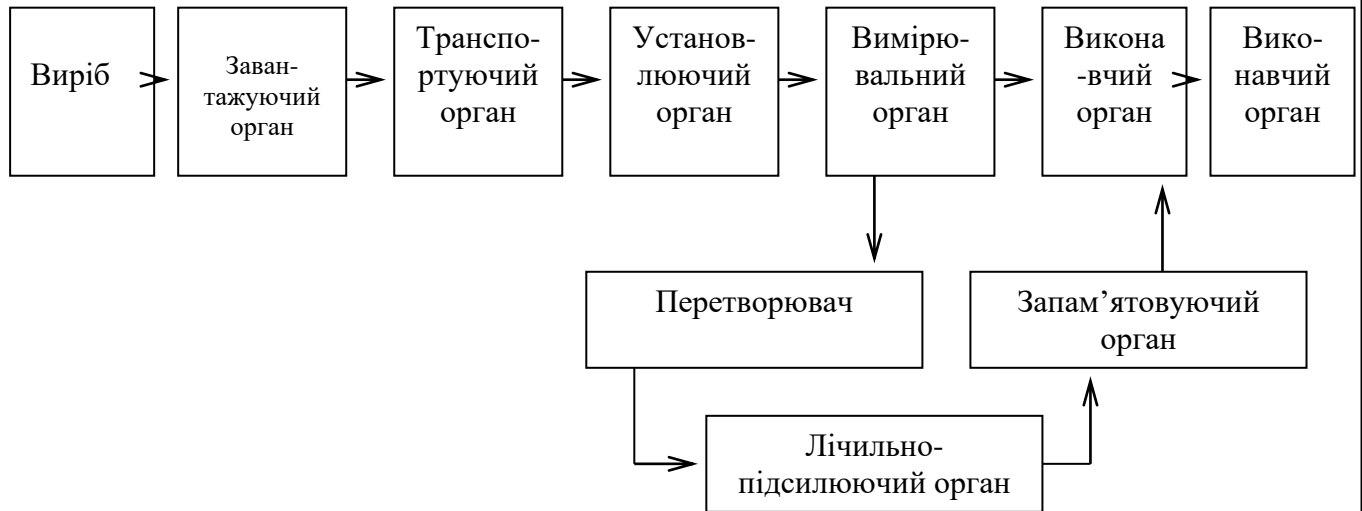 Виріб
Заван-
тажуючий
орган
Транспо-
ртуючий
орган
Установ-
люючий
орган
Вимірю-
вальний
орган
Викона
-вчий
орган
Вико-
навчий
орган
Перетворювач
Запам’ятовуючий
орган
Лічильно-
підсилюючий орган